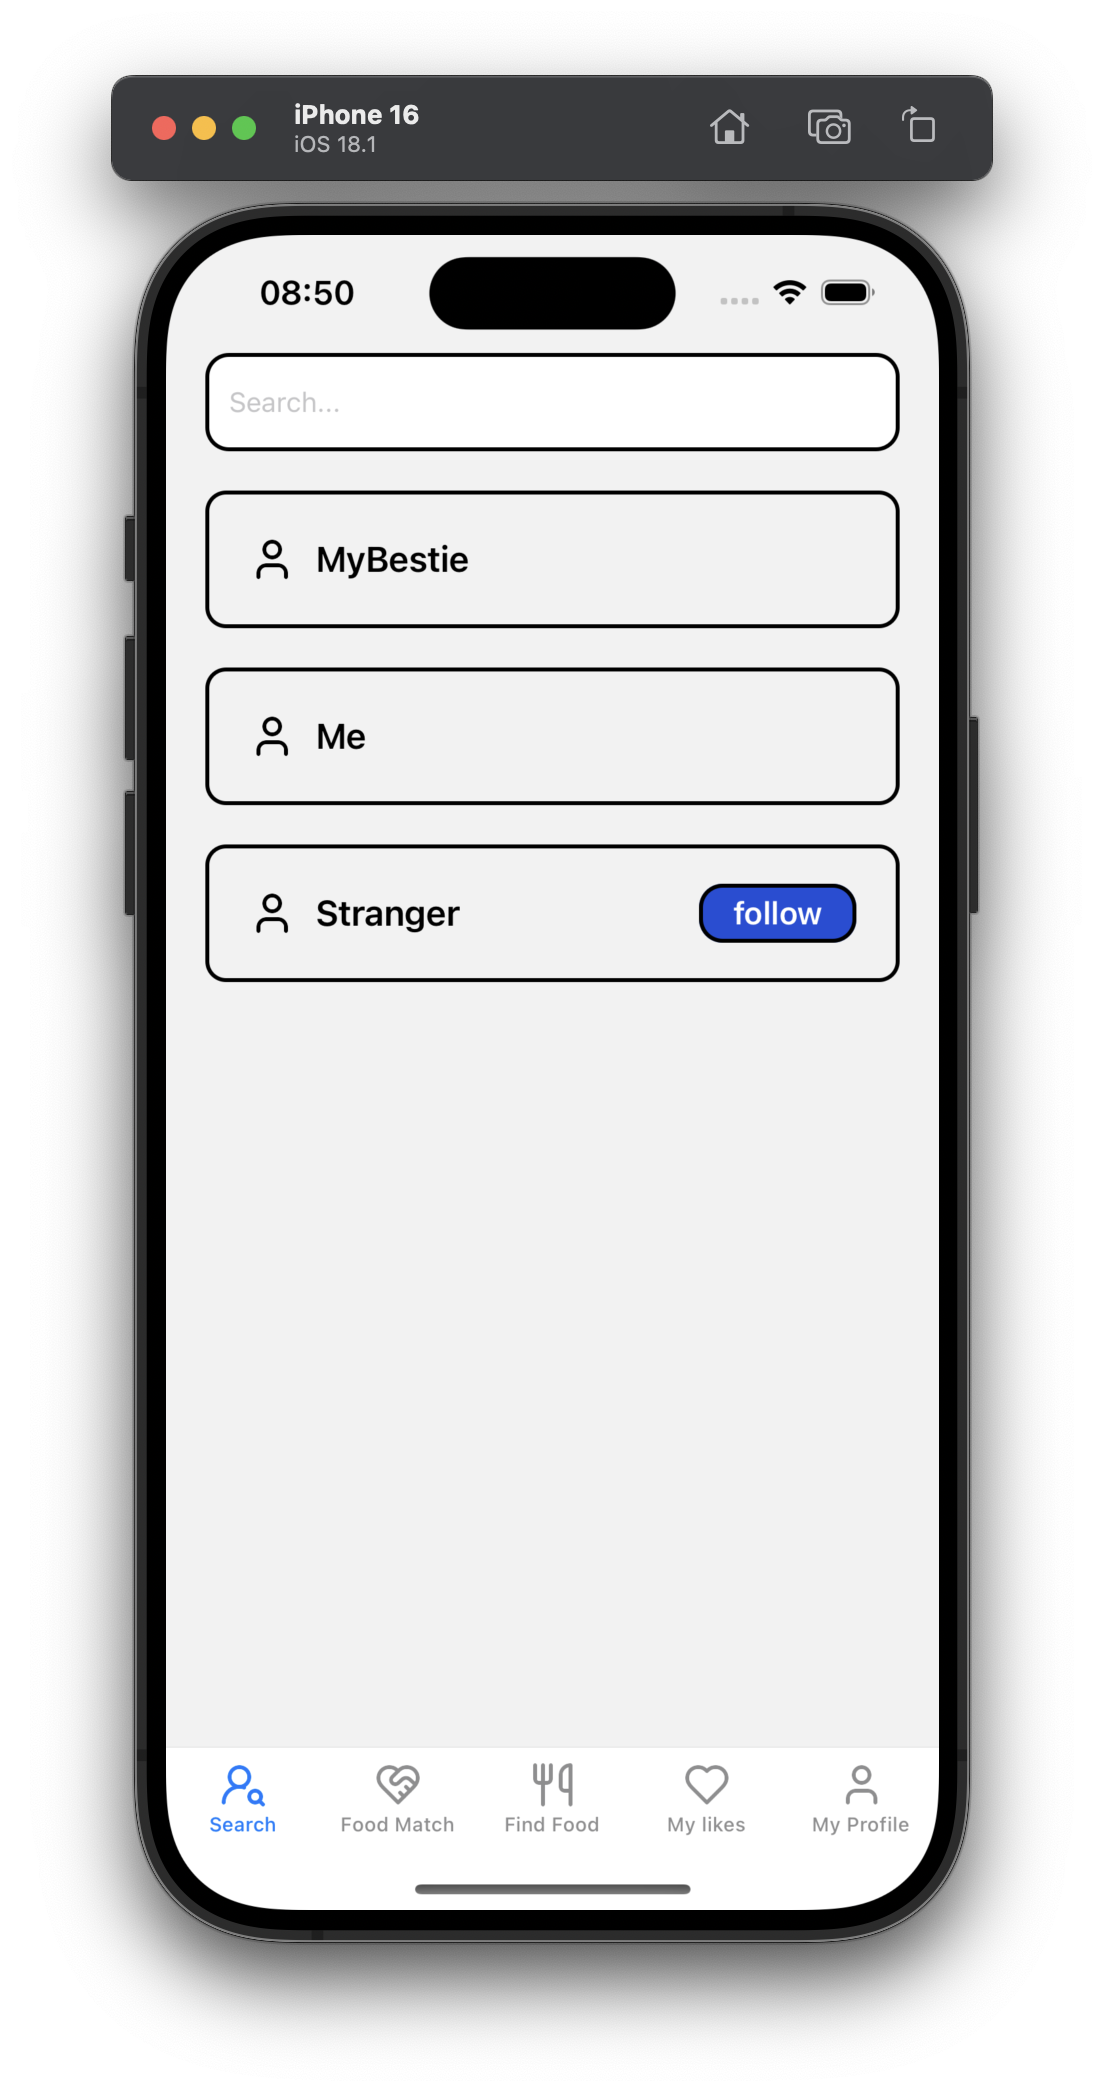 iPhone 16
iOS 18.1
08:50
Search...
MyBestie
Me
Stranger
follow
Search
Food Match
Find Food
My likes
My Profile